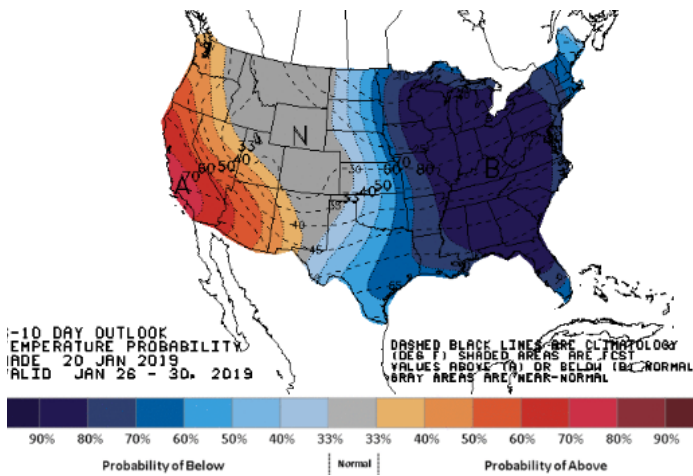 N
A
B
33
40
50
60
70
33
40
50
60
70
80
30
35
40
45
65
-10 DAY OUTLOOK
EMPERATURE PROBABILITY
ADE 20 JAN 2019
ALID JAN 26 - 30, 2019
DASHED BLACK LINES ARE CLIMATOLOGY
(DEG F) SHADED AREAS ARE FCST
VALUES ABOVE (A) OR BELOW (B) NORMAL
GRAY AREAS ARE NEAR-NORMAL
90% 80% 70% 60% 50% 40% 33% 33% 40% 50% 60% 70% 80% 90%
Probability of Below Normal Probability of Above